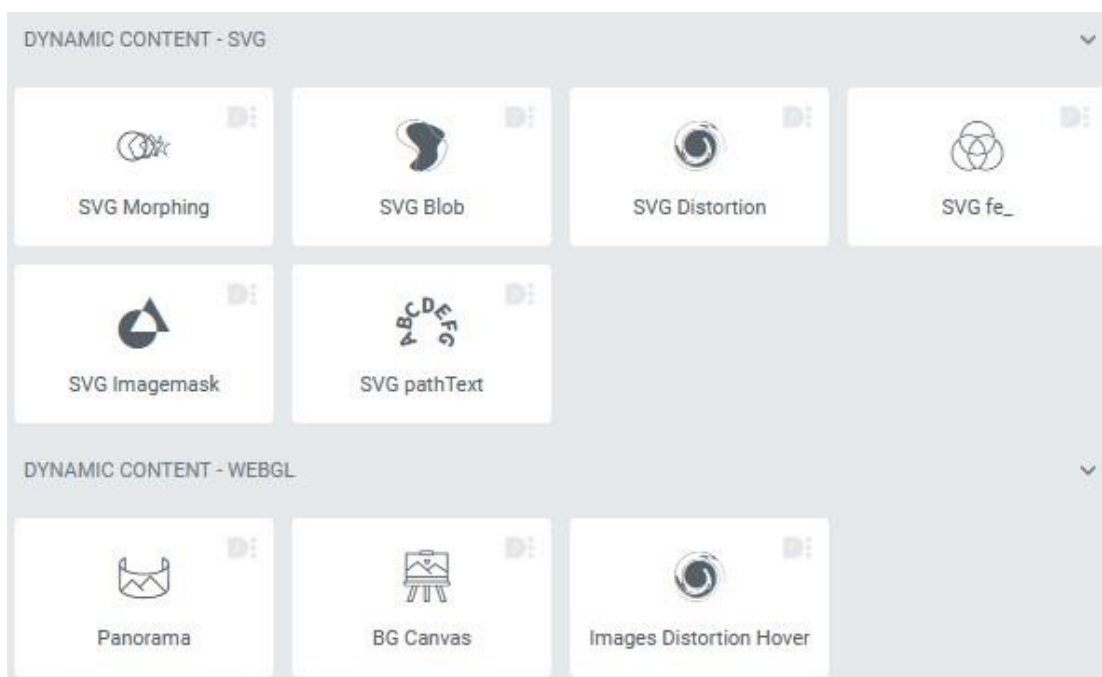 DYNAMIC CONTENT - SVG
SVG Morphing
SVG Blob
SVG Distortion
SVG fe_
ABCDEFG
SVG Imagemask
SVG pathText
DYNAMIC CONTENT - WEBGL
Panorama
BG Canvas
Images Distortion Hover